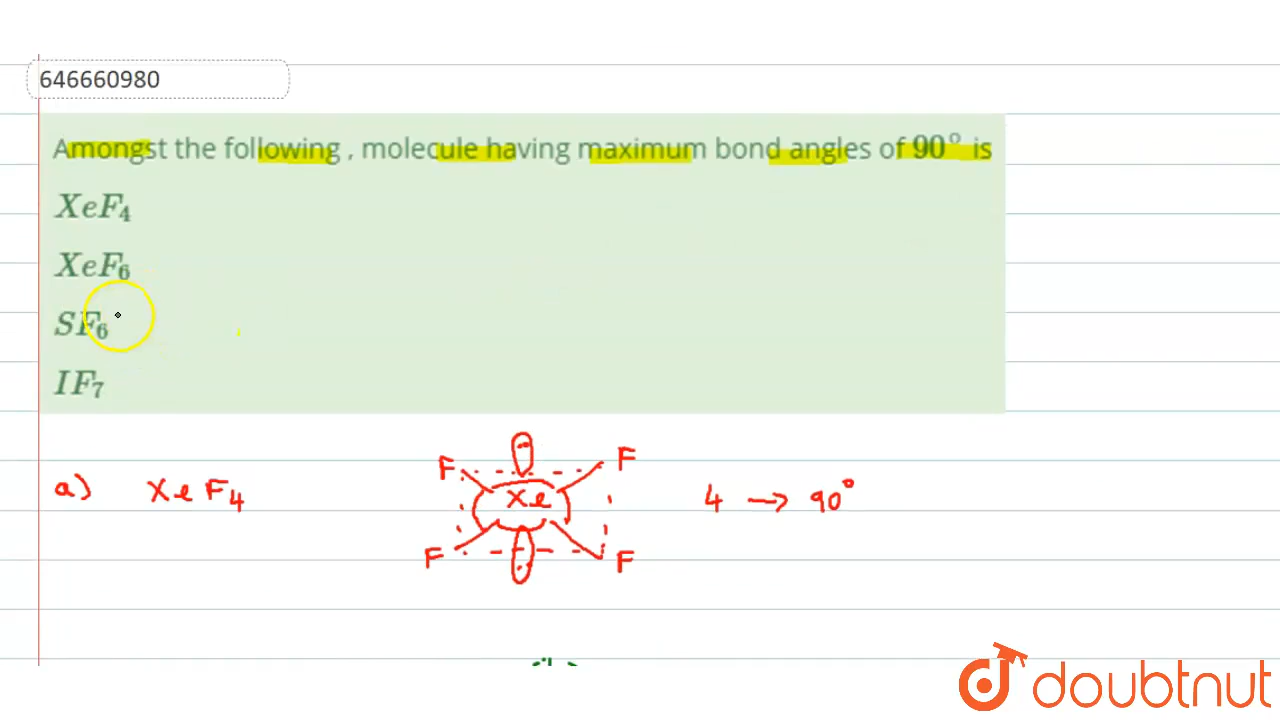 646660980
Amongst the following , molecule having maximum bond angles of 90° is
XeF₄
XeF₆
SF₆
IF₇
F F
a) XeF₄ Xe 4 → 90°
F F
doubtnut